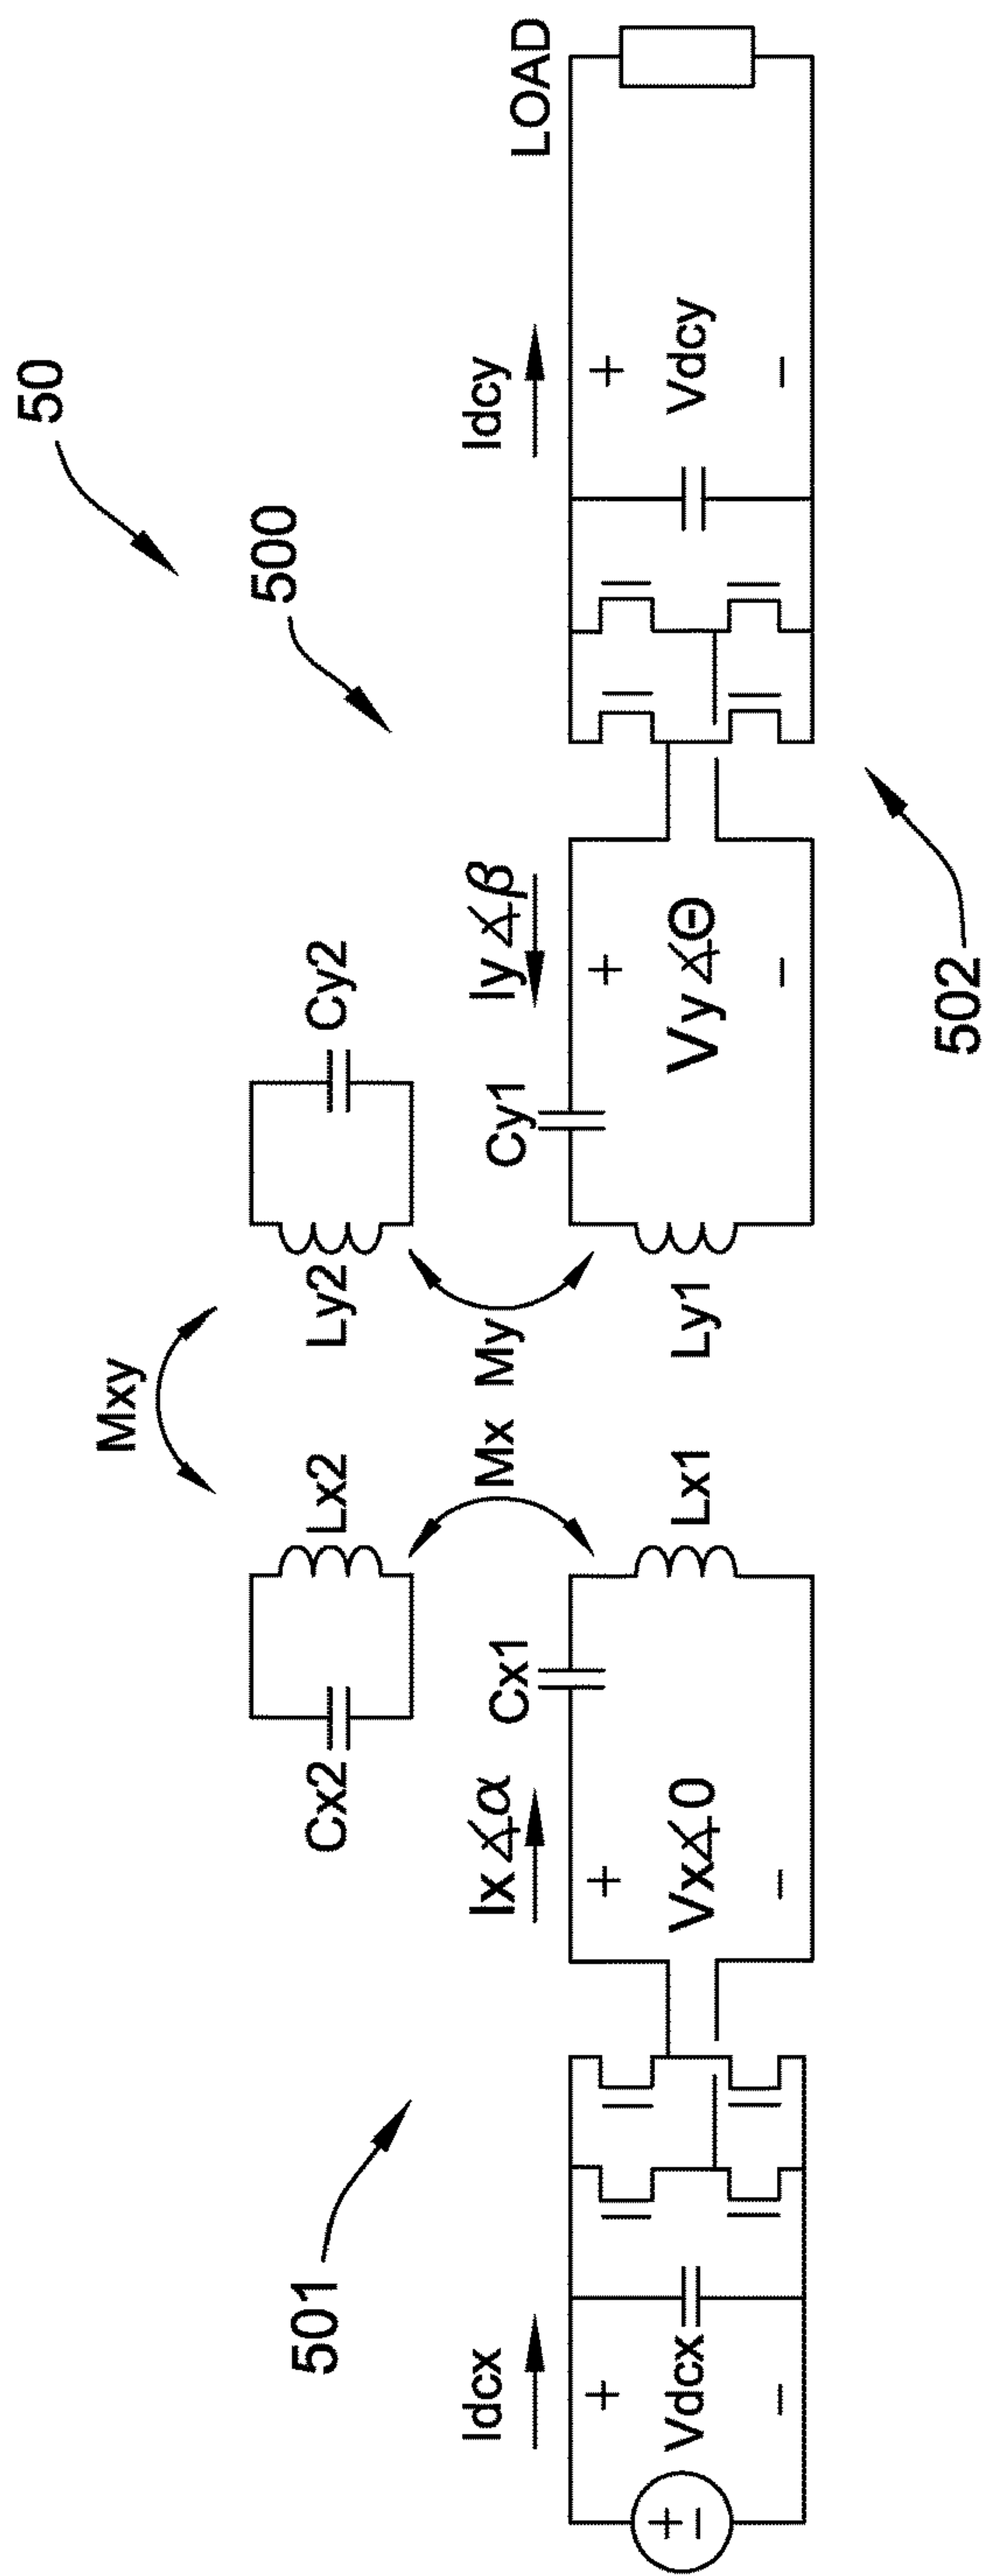 50
500
501
502
Mxy
Cx2
Lx2
Ly2
Cy2
Mx
My
Idcx
Ix∡α
Cx1
Cy1
Iy∡β
Idcy
LOAD
+
+
+
+
±
Vdcx
Vx∡0
Lx1
Ly1
Vy∡Θ
Vdcy
−
−
−
−